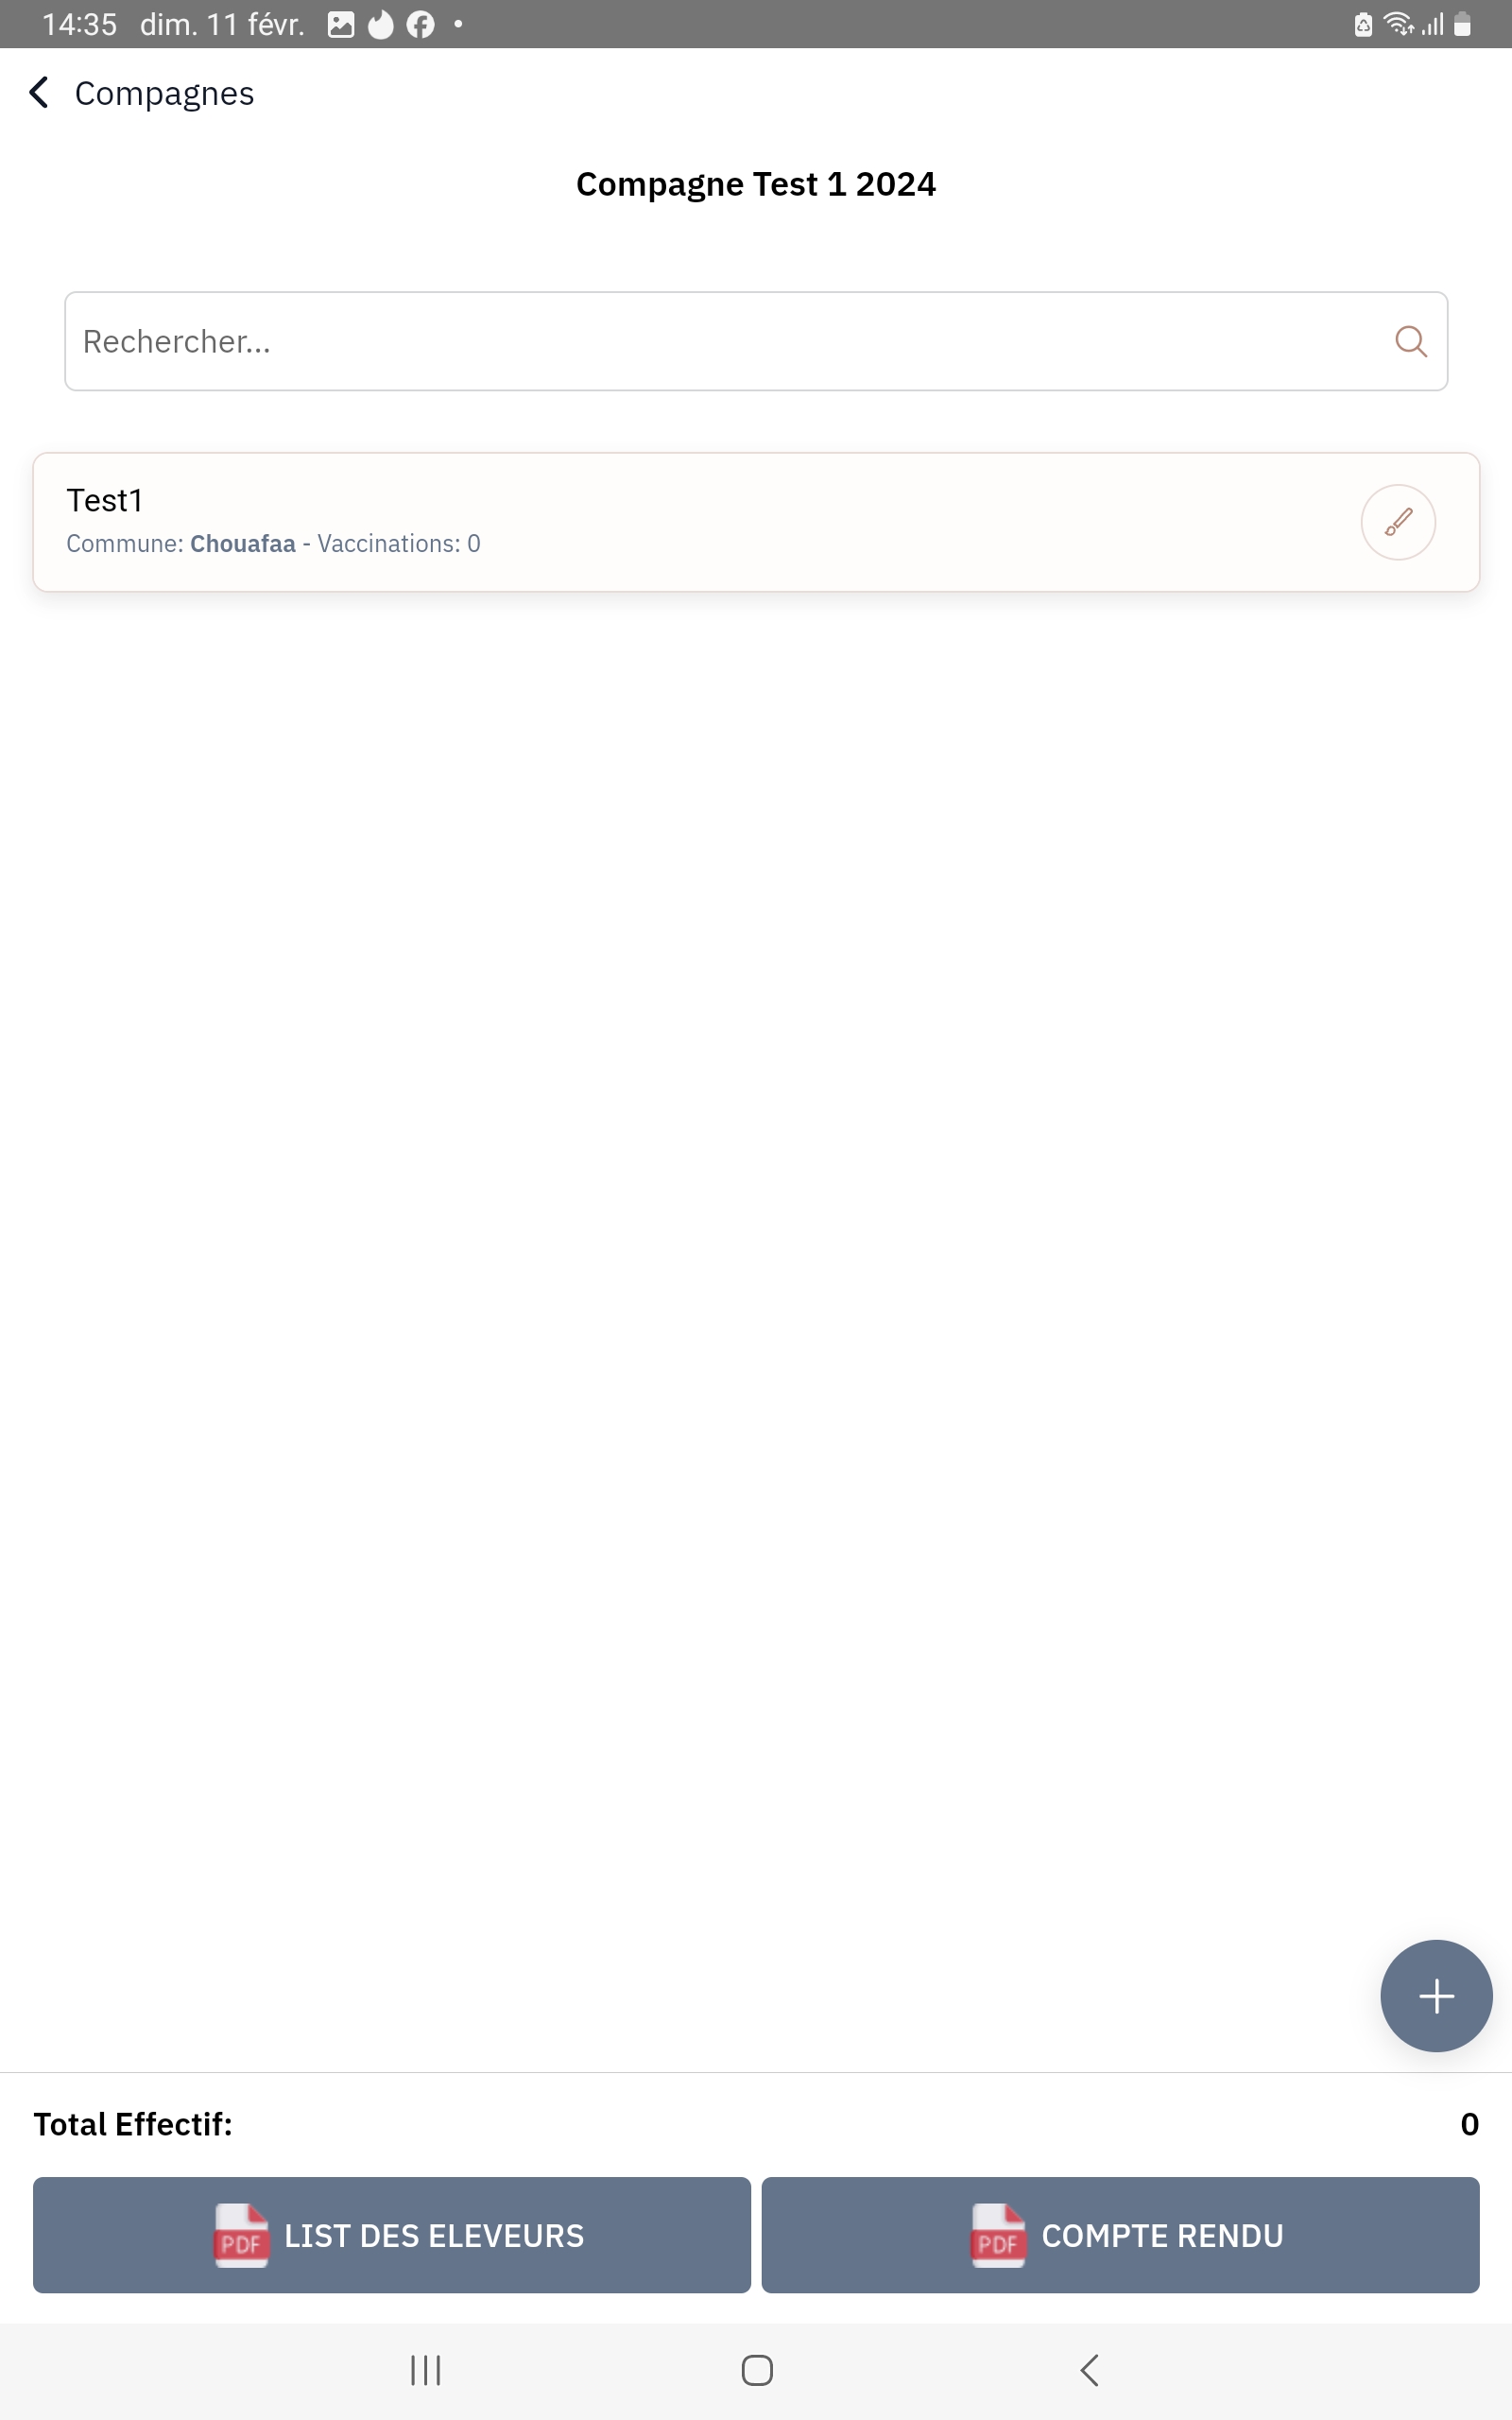 14:35 dim. 11 févr.
Compagnes
Compagne Test 1 2024
Rechercher...
Test1
Commune: Chouafaa - Vaccinations: 0
Total Effectif: 0
PDF LIST DES ELEVEURS
PDF COMPTE RENDU